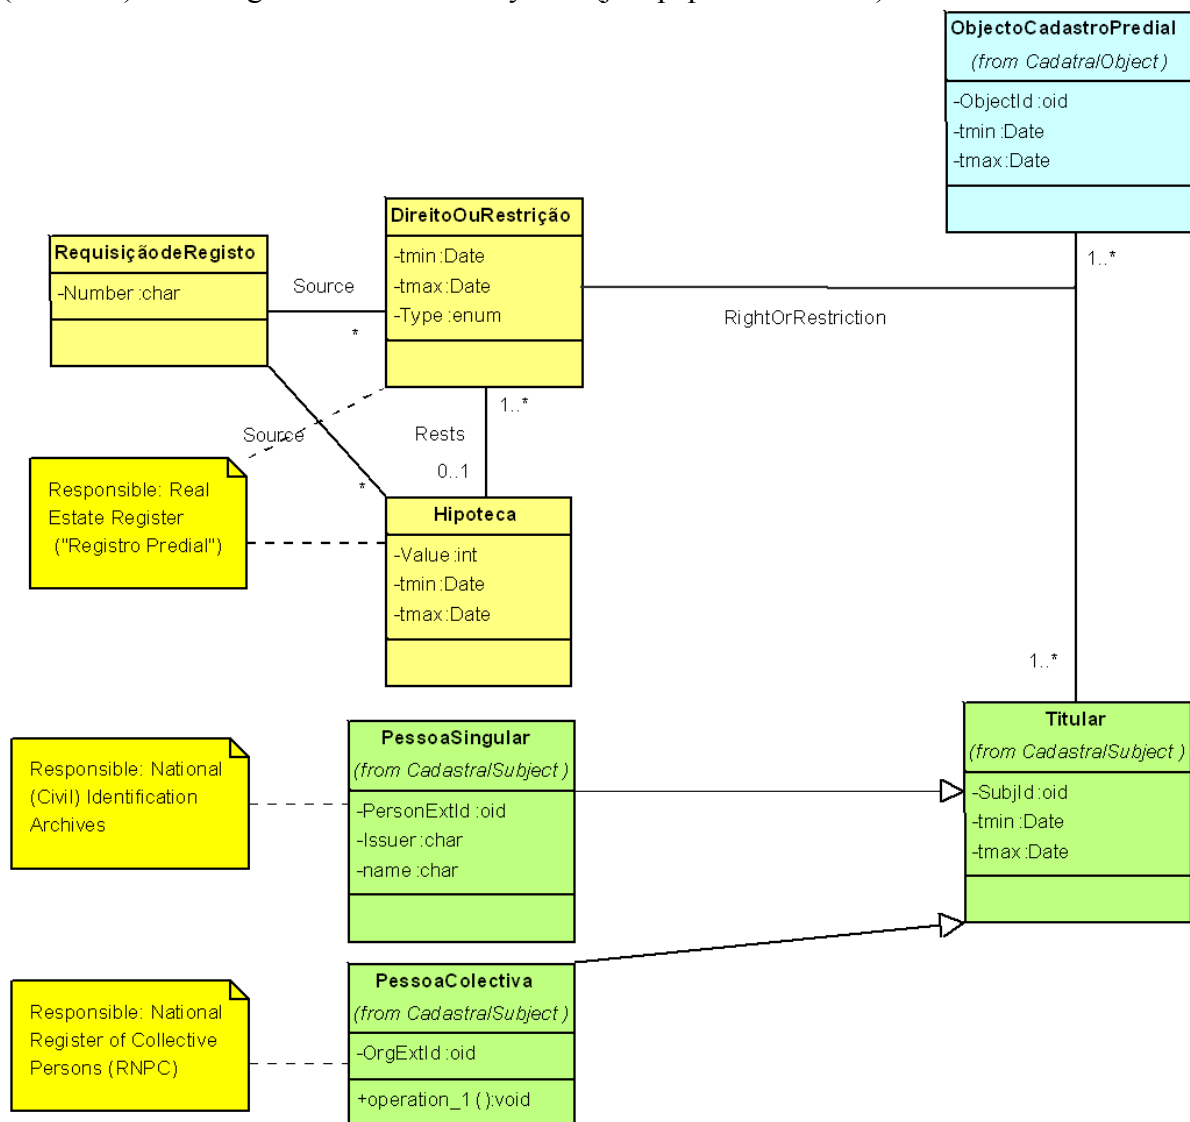 ObjectoCadastroPredial
(from CadatralObject )
-ObjectId :oid
-tmin :Date
-tmax :Date
DireitoOuRestrição
-tmin :Date
-tmax :Date
-Type :enum
RequisiçãodeRegisto
-Number :char
Source
*
1..*
RightOrRestriction
1..*
Source
Rests
0..1
*
Responsible: Real
Estate Register
("Registro Predial")
Hipoteca
-Value :int
-tmin :Date
-tmax :Date
1..*
Titular
(from CadastralSubject )
-SubjId :oid
-tmin :Date
-tmax :Date
PessoaSingular
(from CadastralSubject )
-PersonExtId :oid
-Issuer :char
-name :char
Responsible: National
(Civil) Identification
Archives
PessoaColectiva
(from CadastralSubject )
-OrgExtId :oid
+operation_1 ():void
Responsible: National
Register of Collective
Persons (RNPC)